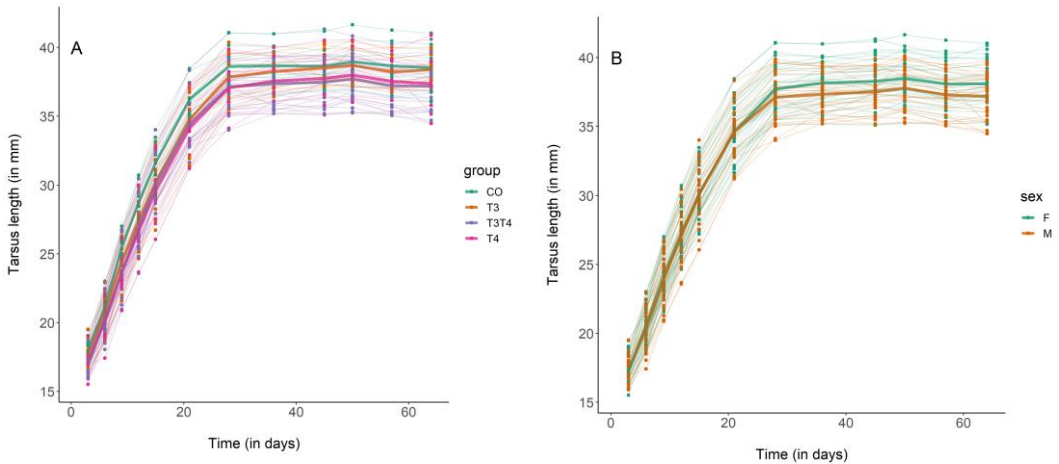 A
Tarsus length (in mm)
40
35
30
25
20
15
0
20
40
60
Time (in days)
group
CO
T3
T3T4
T4
B
Tarsus length (in mm)
40
35
30
25
20
15
0
20
40
60
Time (in days)
sex
F
M